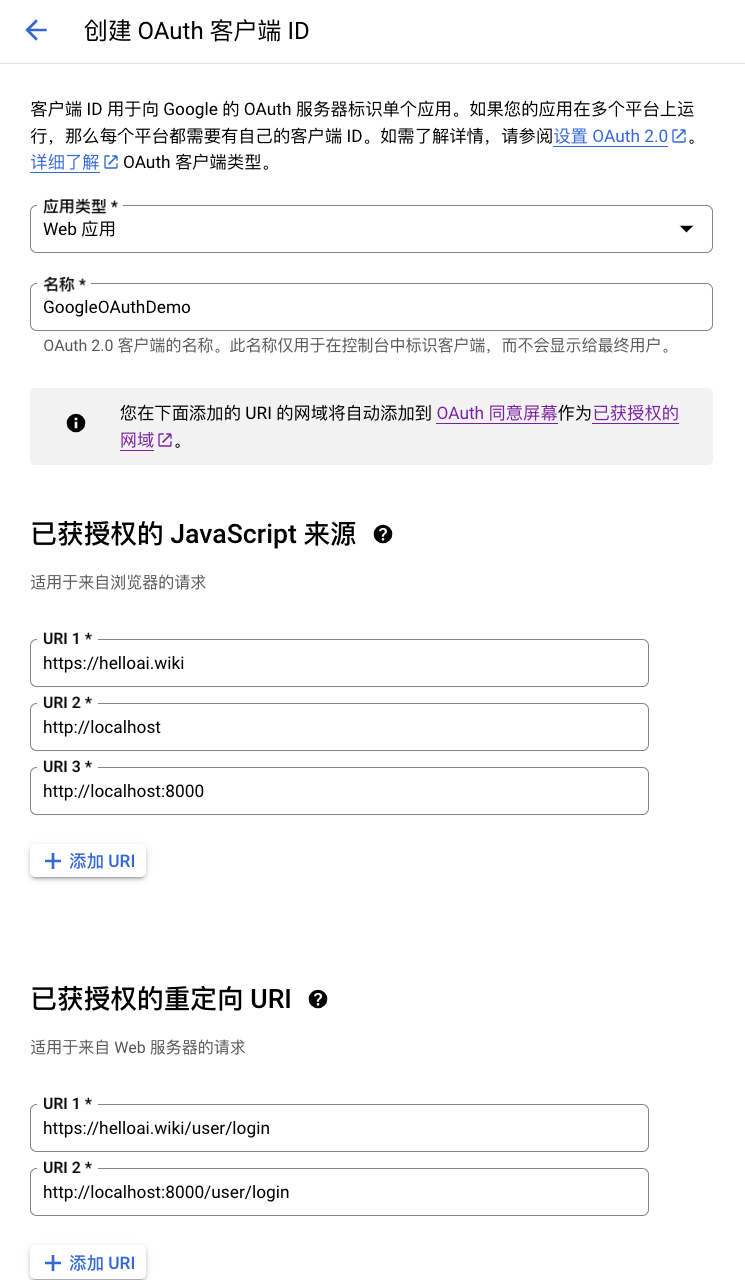 创建 OAuth 客户端 ID
客户端 ID 用于向 Google 的 OAuth 服务器标识单个应用。如果您的应用在多个平台上运
行，那么每个平台都需要有自己的客户端 ID。如需了解详情，请参阅设置 OAuth 2.0。
详细了解 OAuth 客户端类型。
应用类型 *
Web 应用
名称 *
GoogleOAuthDemo
OAuth 2.0 客户端的名称。此名称仅用于在控制台中标识客户端，而不会显示给最终用户。
您在下面添加的 URI 的网域将自动添加到 OAuth 同意屏幕作为已获授权的
网域。
已获授权的 JavaScript 来源
适用于来自浏览器的请求
URI 1 *
https://helloai.wiki
URI 2 *
http://localhost
URI 3 *
http://localhost:8000
+ 添加 URI
已获授权的重定向 URI
适用于来自 Web 服务器的请求
URI 1 *
https://helloai.wiki/user/login
URI 2 *
http://localhost:8000/user/login
+ 添加 URI